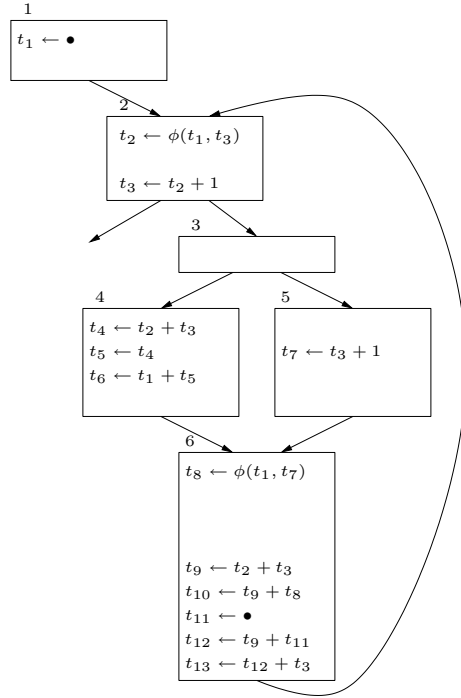 1
t₁ ← •
2
t₂ ← ϕ(t₁, t₃)
t₃ ← t₂ + 1
3
4
t₄ ← t₂ + t₃
t₅ ← t₄
t₆ ← t₁ + t₅
5
t₇ ← t₃ + 1
6
t₈ ← ϕ(t₁, t₇)
t₉ ← t₂ + t₃
t₁₀ ← t₉ + t₈
t₁₁ ← •
t₁₂ ← t₉ + t₁₁
t₁₃ ← t₁₂ + t₃